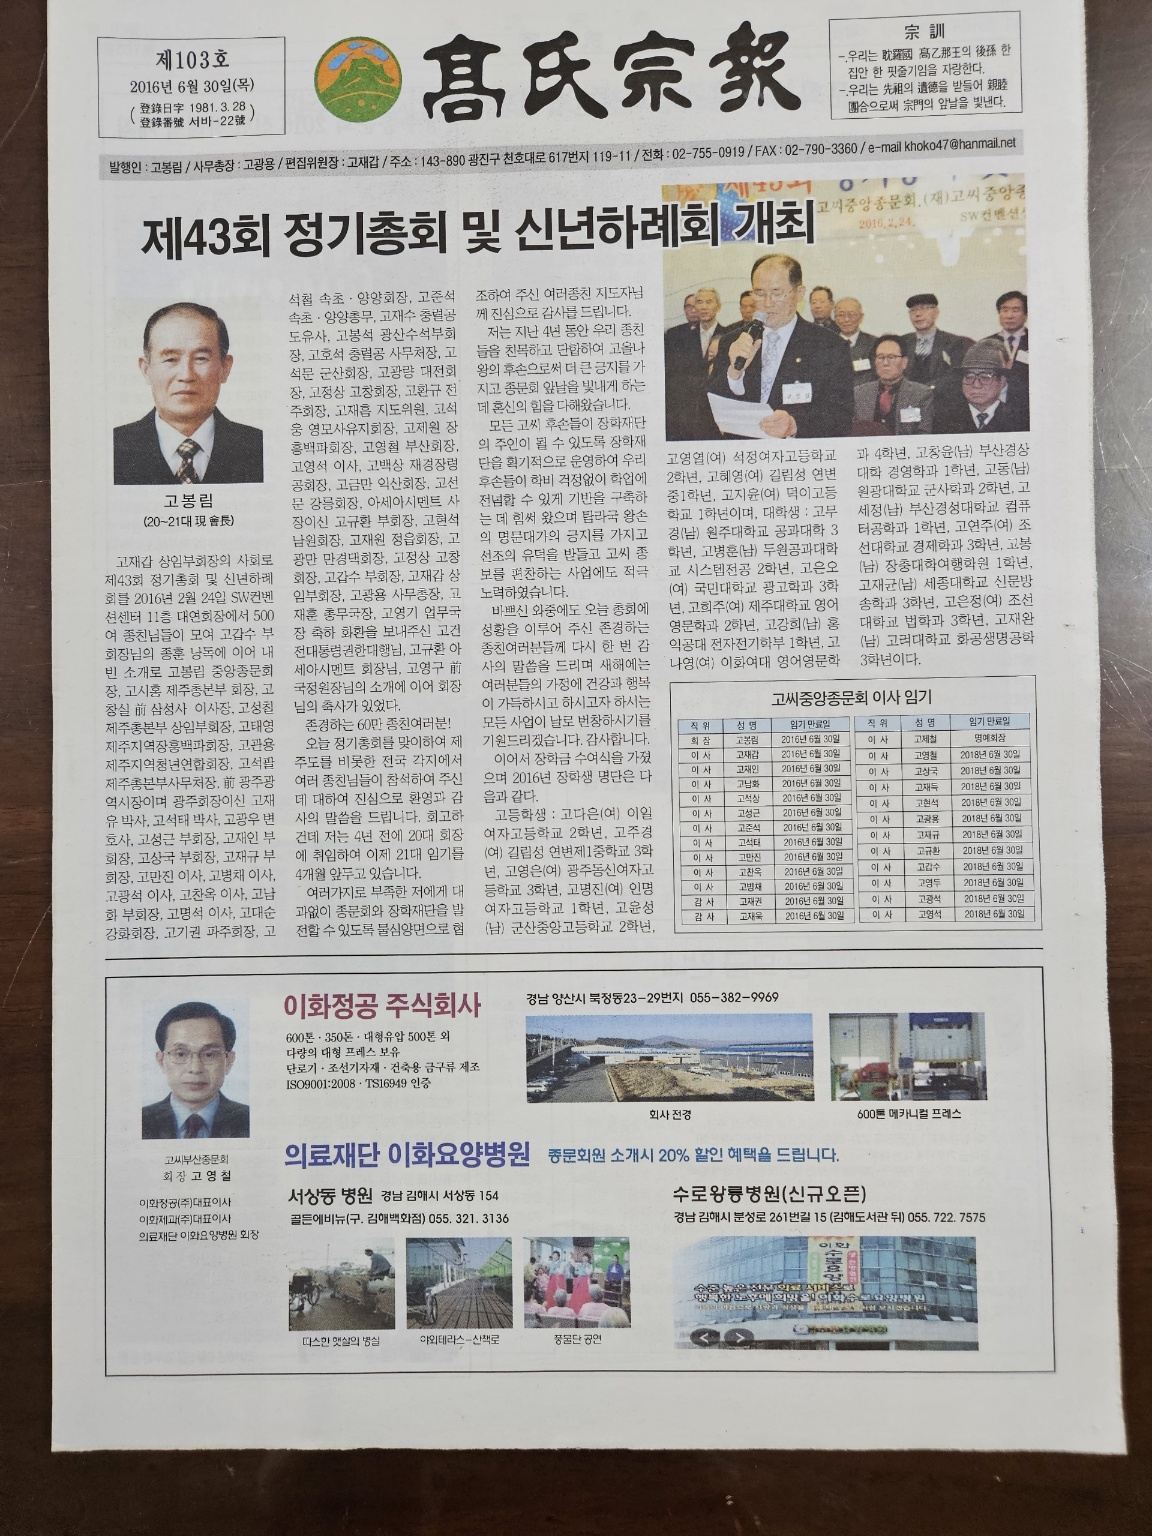 제103호
2016년 6월 30일(목)
(登錄日字 1981. 3. 28
登錄番號 서바-22號)
高氏宗報
宗 訓
-.우리는 耽羅國 高乙那王의 後孫 한
집안 한 핏줄기임을 자랑한다.
-.우리는 先祖의 遺德을 받들어 親睦
團合으로써 宗門의 앞날을 빛낸다.
발행인 : 고봉림 / 사무총장 : 고광용 / 편집위원장 : 고재갑 / 주소 : 143-890 광진구 천호대로 617번지 119-11 / 전화 : 02-755-0919 / FAX : 02-790-3360 / e-mail khoko47@hanmail.net
제43회 정기총회 및 신년하례회 개최
고씨중앙종문회.(재)고씨중앙종
2016.2.24.
SW컨벤션
고봉림
(20~21대 現 會長)
고재갑 상임부회장의 사회로
제43회 정기총회 및 신년하례
회를 2016년 2월 24일 SW컨벤
션센터 11층 대연회장에서 500
여 종친님들이 모여 고갑수 부
회장님의 종훈 낭독에 이어 내
빈 소개로 고봉림 중앙종문회
장, 고시홍 제주총본부 회장, 고
창실 前 삼성사 이사장, 고성칠
제주총본부 상임부회장, 고태영
제주지역장흥백파회장, 고관용
제주지역청년연합회장, 고석팔
제주총본부사무처장, 前 광주광
역시장이며 광주회장이신 고재
유 박사, 고석태 박사, 고광우 변
호사, 고성근 부회장, 고재인 부
회장, 고상국 부회장, 고재규 부
회장, 고만진 이사, 고병채 이사,
고광석 이사, 고찬옥 이사, 고남
화 부회장, 고명석 이사, 고대순
강화회장, 고기권 파주회장, 고
석협 속초·양양회장, 고준석
속초·양양총무, 고재수 충렬공
도유사, 고봉석 광산수석부회
장, 고호석 충렬공 사무처장, 고
석문 군산회장, 고광량 대전회
장, 고정상 고창회장, 고환규 전
주회장, 고재흡 지도위원, 고석
웅 영모사유지회장, 고제원 장
흥백파회장, 고영철 부산회장,
고영석 이사, 고백상 재경장령
공회장, 고금만 익산회장, 고선
문 강릉회장, 아세아시멘트 사
장이신 고규환 부회장, 고현석
남원회장, 고재원 정읍회장, 고
광만 만경댁회장, 고정상 고창
회장, 고갑수 부회장, 고재갑 상
임부회장, 고광용 사무총장, 고
재훈 총무국장, 고영기 업무국
장 축하 화환을 보내주신 고건
전대통령권한대행님, 고규환 아
세아시멘트 회장님, 고영구 前
국정원장님의 소개에 이어 회장
님의 축사가 있었다.
존경하는 60만 종친여러분!
오늘 정기총회를 맞이하여 제
주도를 비롯한 전국 각지에서
여러 종친님들이 참석하여 주신
데 대하여 진심으로 환영과 감
사의 말씀을 드립니다. 회고하
건데 저는 4년 전에 20대 회장
에 취임하여 이제 21대 임기를
4개월 앞두고 있습니다.
여러가지로 부족한 저에게 대
과없이 종문회와 장학재단을 발
전할 수 있도록 물심양면으로 협
조하여 주신 여러종친 지도자님
께 진심으로 감사를 드립니다.
저는 지난 4년 동안 우리 종친
들을 친목하고 단합하여 고을나
왕의 후손으로써 더 큰 긍지를 가
지고 종문회 앞날을 빛내게 하는
데 혼신의 힘을 다해왔습니다.
모든 고씨 후손들이 장학재단
의 주인이 될 수 있도록 장학재
단을 획기적으로 운영하여 우리
후손들이 학비 걱정없이 학업에
전념할 수 있게 기반을 구축하
는 데 힘써 왔으며 탐라국 왕손
의 명문대가의 긍지를 가지고
선조의 유덕을 받들고 고씨 종
보를 편찬하는 사업에도 적극
노력하였습니다.
바쁘신 와중에도 오늘 총회에
성황을 이루어 주신 존경하는
종친여러분들께 다시 한 번 감
사의 말씀을 드리며 새해에는
여러분들의 가정에 건강과 행복
이 가득하시고 하시고자 하시는
모든 사업이 날로 번창하시기를
기원드리겠습니다. 감사합니다.
이어서 장학금 수여식을 가졌
으며 2016년 장학생 명단은 다
음과 같다.
고등학생 : 고다은(여) 이일
여자고등학교 2학년, 고주경
(여) 길림성 연변제1중학교 3학
년, 고영은(여) 광주동신여자고
등학교 3학년, 고명진(여) 인명
여자고등학교 1학년, 고윤성
(남) 군산중앙고등학교 2학년,
고영열(여) 석정여자고등학교
2학년, 고혜영(여) 길림성 연변
중1학년, 고지윤(여) 덕이고등
학교 1학년이며, 대학생 : 고무
경(남) 원주대학교 공과대학 3
학년, 고병훈(남) 두원공과대학
교 시스템전공 2학년, 고은오
(여) 국민대학교 광고학과 3학
년, 고희주(여) 제주대학교 영어
영문학과 2학년, 고강희(남) 홍
익공대 전자전기학부 1학년, 고
나영(여) 이화여대 영어영문학
과 4학년, 고창윤(남) 부산경상
대학 경영학과 1학년, 고동(남)
원광대학교 군사학과 2학년, 고
세정(남) 부산경성대학교 컴퓨
터공학과 1학년, 고연주(여) 조
선대학교 경제학과 3학년, 고봉
(남) 장충대학여행학원 1학년,
고재균(남) 세종대학교 신문방
송학과 3학년, 고은정(여) 조선
대학교 법학과 3학년, 고재완
(남) 고려대학교 화공생명공학
3학년이다.
고씨중앙종문회 이사 임기
직 위 성 명 임기 만료일 직 위 성 명 임기 만료일
회 장 고봉림 2016년 6월 30일 이 사 고제철 명예회장
이 사 고재갑 2016년 6월 30일 이 사 고영철 2018년 6월 30일
이 사 고재인 2016년 6월 30일 이 사 고상국 2018년 6월 30일
이 사 고남화 2016년 6월 30일 이 사 고재득 2018년 6월 30일
이 사 고석상 2016년 6월 30일 이 사 고현석 2018년 6월 30일
이 사 고성근 2016년 6월 30일 이 사 고광용 2018년 6월 30일
이 사 고준석 2016년 6월 30일 이 사 고재규 2018년 6월 30일
이 사 고석태 2016년 6월 30일 이 사 고규환 2018년 6월 30일
이 사 고만진 2016년 6월 30일 이 사 고갑수 2018년 6월 30일
이 사 고찬옥 2016년 6월 30일 이 사 고영두 2018년 6월 30일
이 사 고병채 2016년 6월 30일 이 사 고광석 2018년 6월 30일
감 사 고재권 2016년 6월 30일 이 사 고영석 2018년 6월 30일
감 사 고재욱 2016년 6월 30일
이화정공 주식회사
경남 양산시 북정동23-29번지 055-382-9969
600톤·350톤·대형유압 500톤 외
다량의 대형 프레스 보유
단로기·조선기자재·건축용 금구류 제조
ISO9001:2008·TS16949 인증
회사 전경
600톤 메카니컬 프레스
고씨부산종문회
회장 고영철
이화정공(주)대표이사
이화제과(주)대표이사
의료재단 이화요양병원 회장
의료재단 이화요양병원 종문회원 소개시 20% 할인 혜택을 드립니다.
서상동 병원 경남 김해시 서상동 154
골든에비뉴(구. 김해백화점) 055. 321. 3136
따스한 햇살의 병실
야외테라스-산책로
풍물단 공연
수로왕릉병원(신규오픈)
경남 김해시 분성로 261번길 15 (김해도서관 뒤) 055. 722. 7575
이화
수로요양